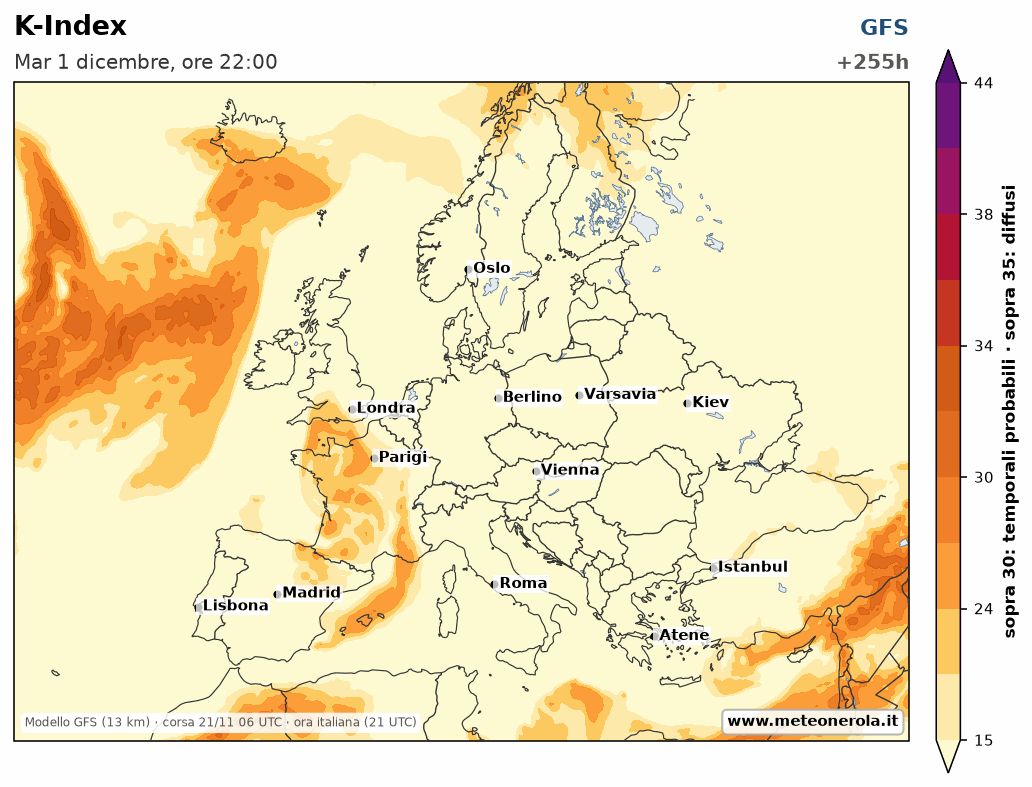 K-Index
GFS
Mar 1 dicembre, ore 22:00
+255h
44
38
34
30
24
15
sopra 30: temporali probabili · sopra 35: diffusi
Oslo
Berlino
Varsavia
Kiev
Londra
Parigi
Vienna
Istanbul
Roma
Madrid
Lisbona
Atene
Modello GFS (13 km) · corsa 21/11 06 UTC · ora italiana (21 UTC)
www.meteonerola.it